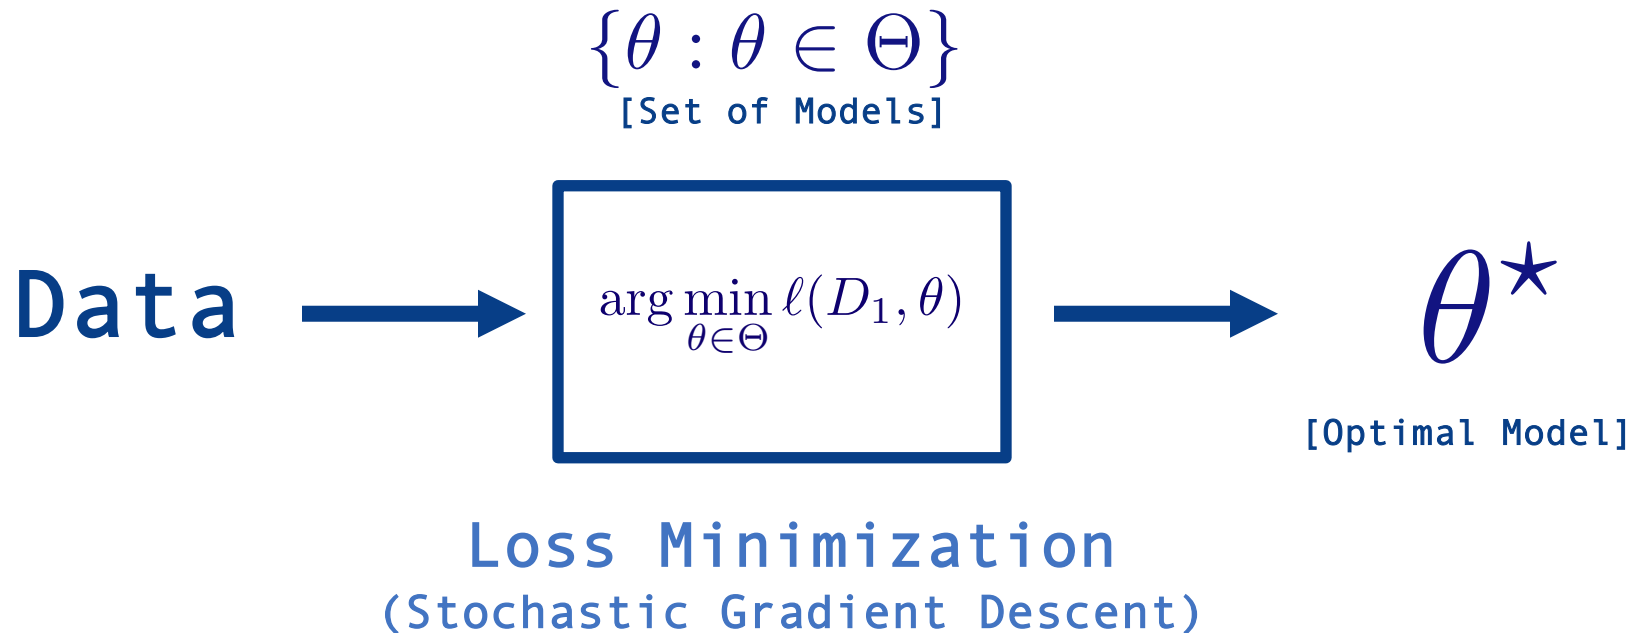 {θ : θ ∈ Θ}
[Set of Models]
Data
arg min ℓ(D₁, θ)
θ∈Θ
θ★
[Optimal Model]
Loss Minimization
(Stochastic Gradient Descent)